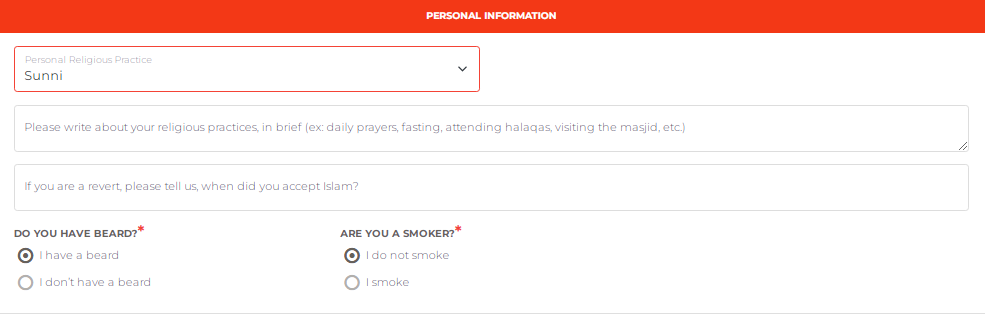 PERSONAL INFORMATION
Personal Religious Practice
Sunni
Please write about your religious practices, in brief (ex: daily prayers, fasting, attending halaqas, visiting the masjid, etc.)
If you are a revert, please tell us, when did you accept Islam?
DO YOU HAVE BEARD?* ARE YOU A SMOKER?*
I have a beard I do not smoke
I don't have a beard I smoke